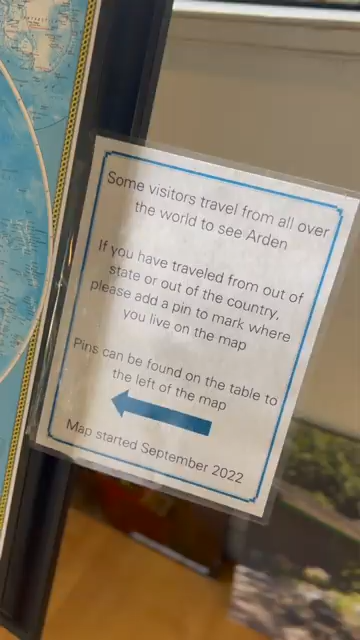 Some visitors travel from all over
the world to see Arden
If you have traveled from out of
state or out of the country,
please add a pin to mark where
you live on the map
Pins can be found on the table to
the left of the map
Map started September 2022